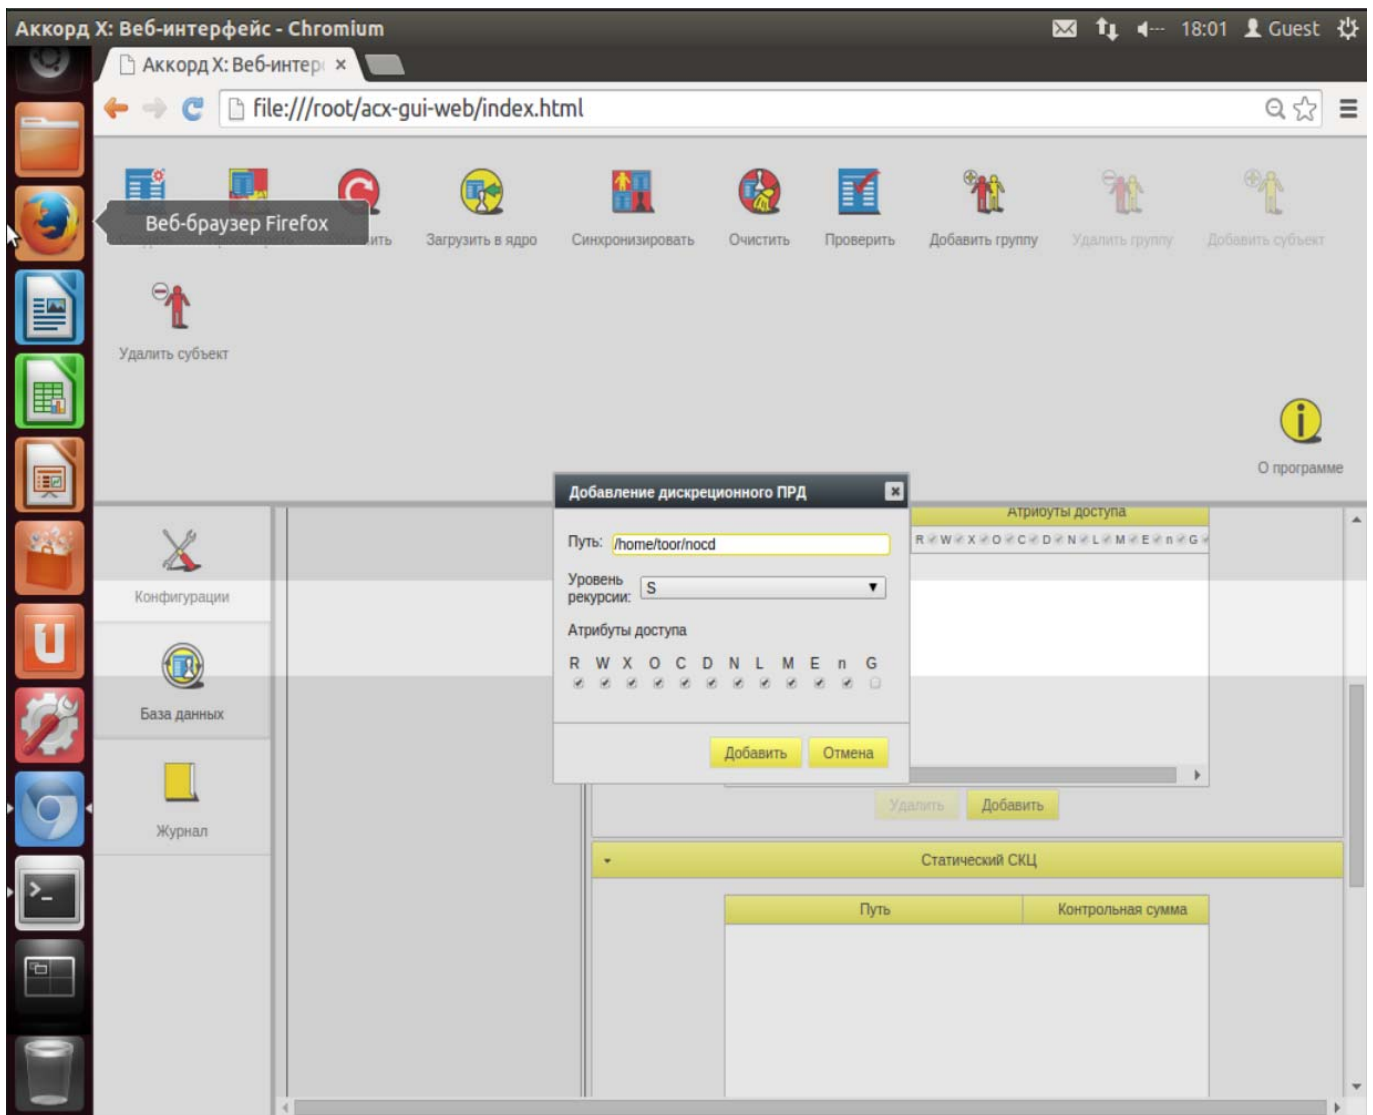 Аккорд X: Веб-интерфейс - Chromium 18:01 Guest
Аккорд X: Веб-интер ×
file:///root/acx-gui-web/index.html
Веб-браузер Firefox
Загрузить в ядро Синхронизировать Очистить Проверить Добавить группу Удалить группу Добавить субъект
Удалить субъект
О программе
Добавление дискреционного ПРД
Атрибуты доступа
Путь: /home/toor/nocd
R W X O C D N L M E n G
Уровень
рекурсии: S
Конфигурации
Атрибуты доступа
R W X O C D N L M E n G
База данных
Добавить Отмена
Удалить Добавить
Журнал
Статический СКЦ
Путь Контрольная сумма